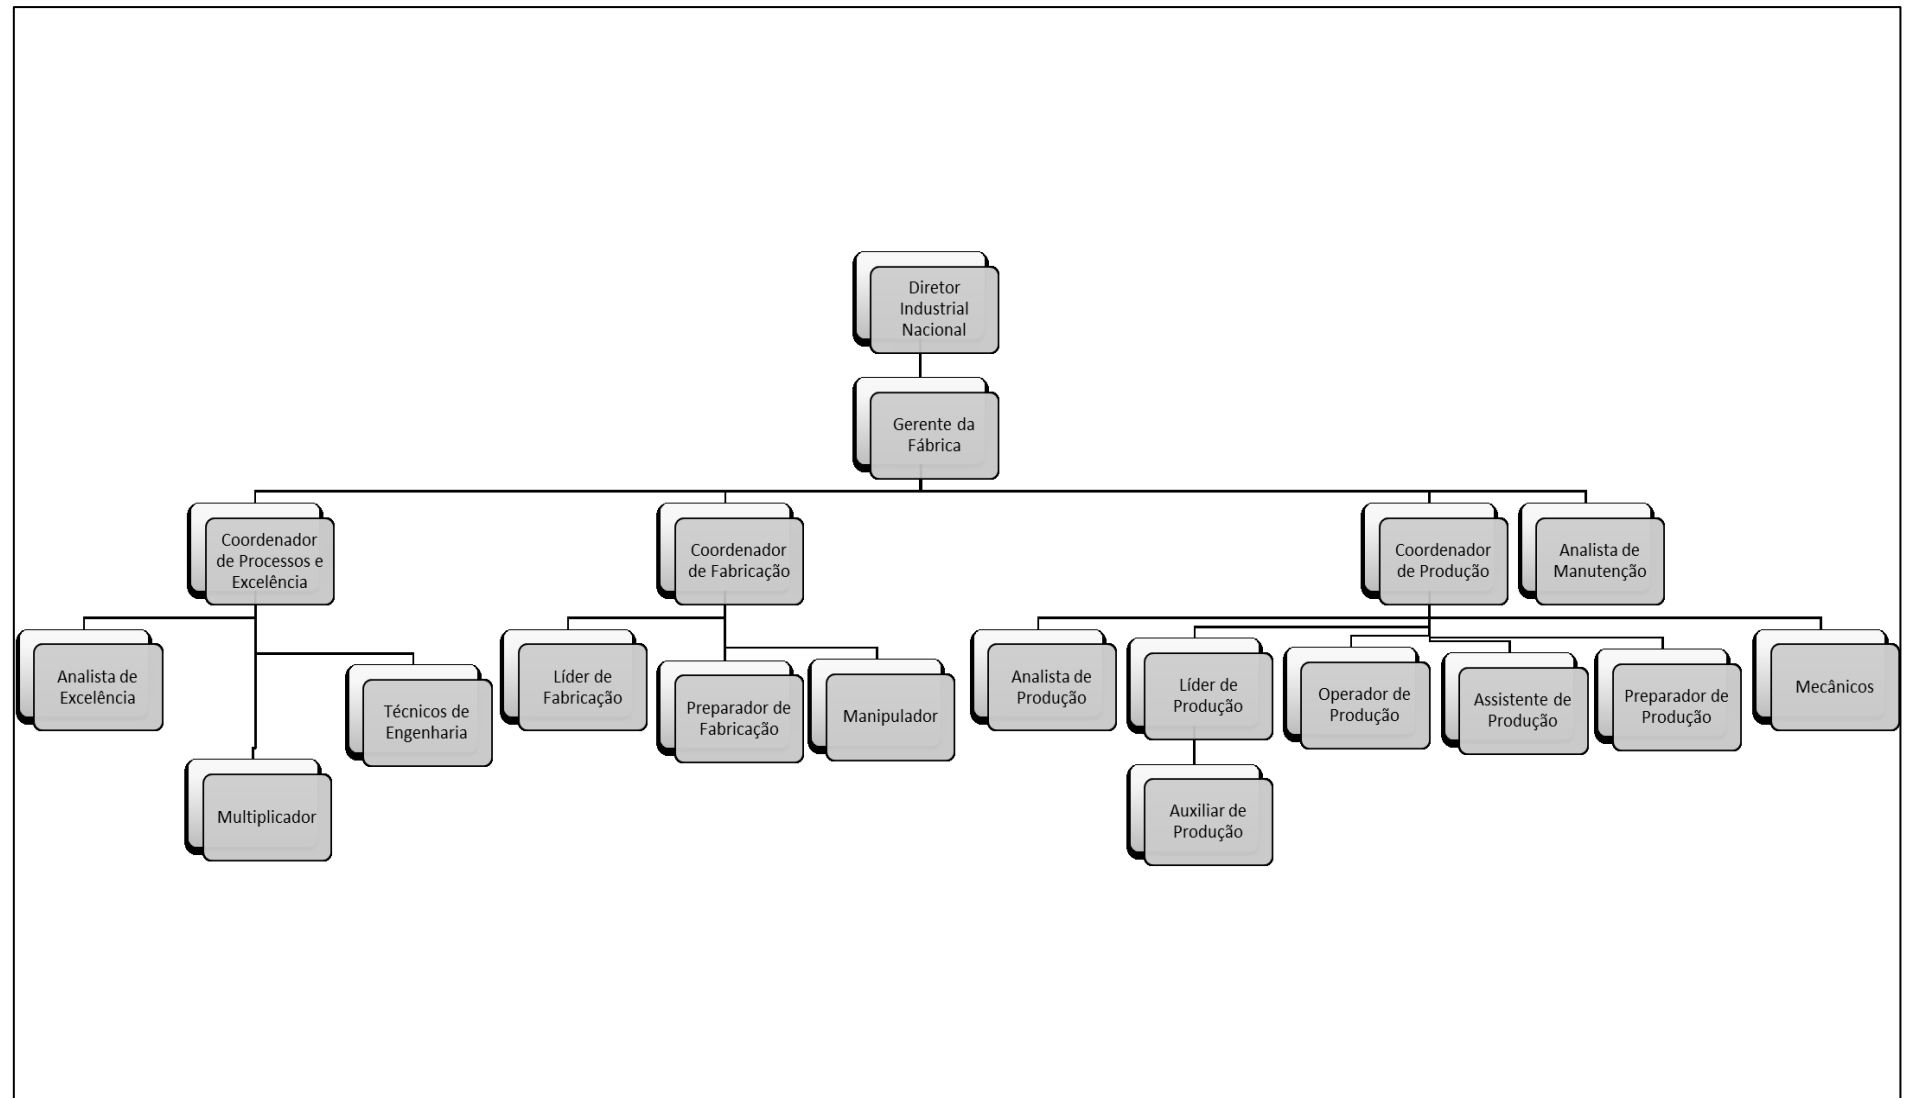 Diretor
Industrial
Nacional
Gerente da
Fábrica
Coordenador
de Processos e
Excelência
Coordenador
de Fabricação
Coordenador
de Produção
Analista de
Manutenção
Analista de
Excelência
Técnicos de
Engenharia
Multiplicador
Líder de
Fabricação
Preparador de
Fabricação
Manipulador
Analista de
Produção
Líder de
Produção
Operador de
Produção
Assistente de
Produção
Preparador de
Produção
Mecânicos
Auxiliar de
Produção